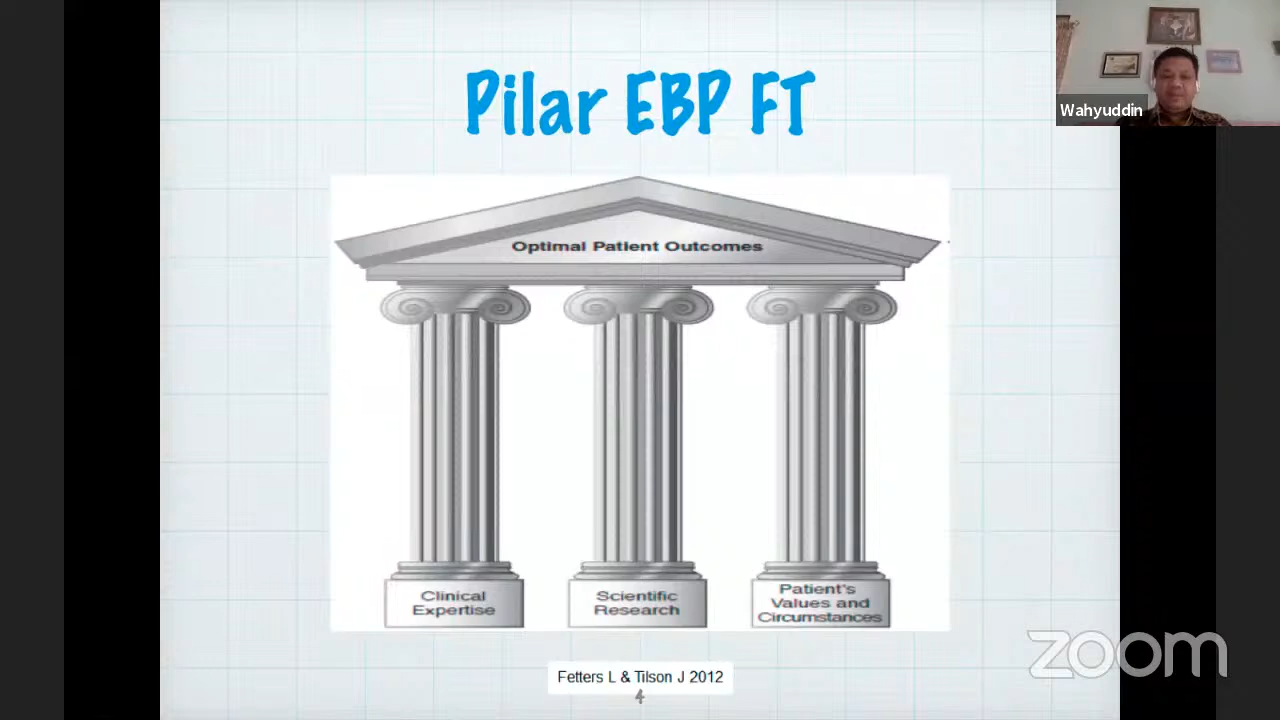 Pilar EBP FT
Wahyuddin
Optimal Patient Outcomes
Clinical
Expertise
Scientific
Research
Patient's
Values and
Circumstances
Fetters L & Tilson J 2012
4
zoom